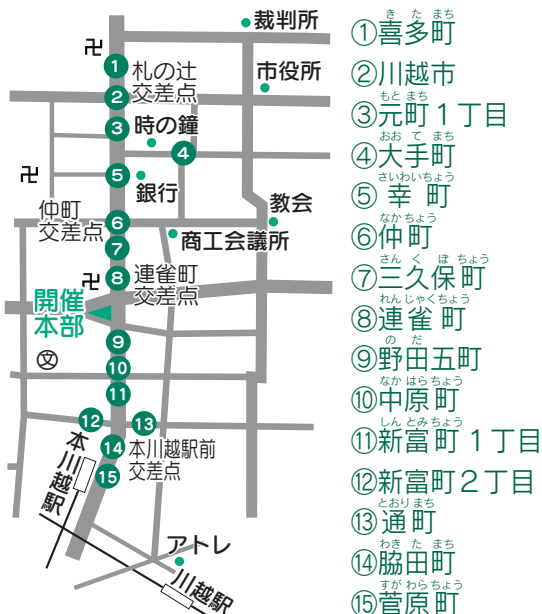 裁判所
卍
①
札の辻
交差点
市役所
②
③
時の鐘
④
卍
⑤
銀行
仲町
交差点
⑥
教会
商工会議所
⑦
卍
⑧
連雀町
交差点
開催
本部
⑨
文
⑩
⑪
⑫
⑬
本川越駅
⑭
本川越駅前
交差点
⑮
アトレ
川越駅
きたまち
①喜多町
②川越市
もとまち
③元町1丁目
おおてまち
④大手町
さいわいちょう
⑤幸町
なかちょう
⑥仲町
さんくぼちょう
⑦三久保町
れんじゃくちょう
⑧連雀町
のだ
⑨野田五町
なかはらちょう
⑩中原町
しんとみちょう
⑪新富町1丁目
⑫新富町2丁目
とおりまち
⑬通町
わきたまち
⑭脇田町
すがわらちょう
⑮菅原町